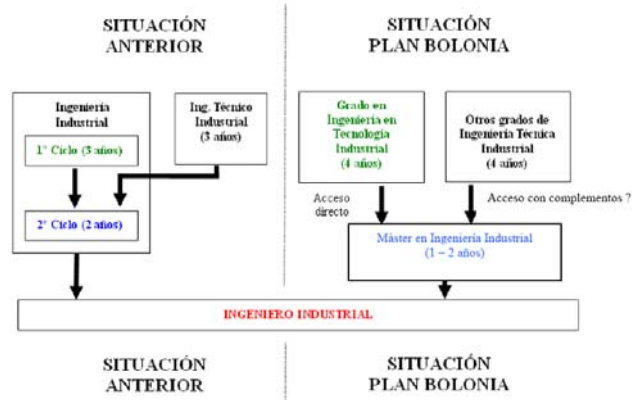 SITUACIÓN
ANTERIOR
SITUACIÓN
PLAN BOLONIA
Ingeniería
Industrial
1º Ciclo (3 años)
2º Ciclo (2 años)
Ing. Técnico
Industrial
(3 años)
Grado en
Ingeniería en
Tecnología
Industrial
(4 años)
Otros grados de
Ingeniería Técnica
Industrial
(4 años)
Acceso
directo
Acceso con complementos ?
Máster en Ingeniería Industrial
(1 – 2 años)
INGENIERO INDUSTRIAL
SITUACIÓN
ANTERIOR
SITUACIÓN
PLAN BOLONIA